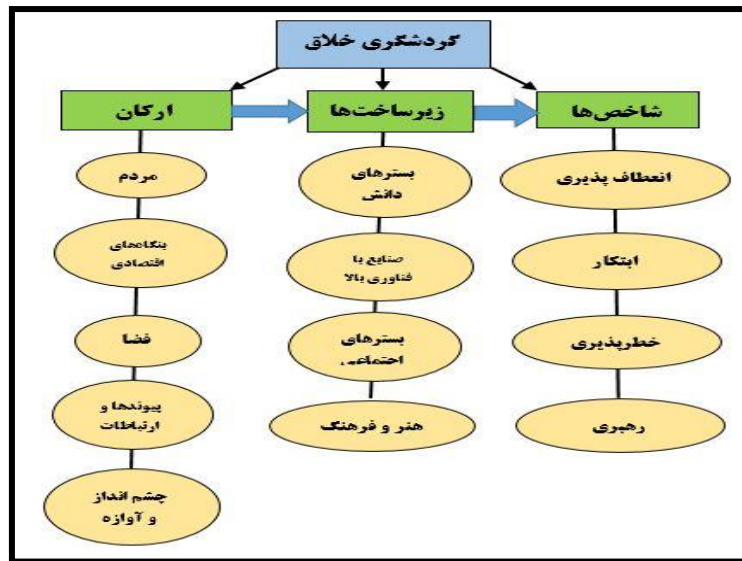 گردشگری خلاق
شاخص‌ها
زیرساخت‌ها
ارکان
انعطاف پذیری
ابتکار
خطرپذیری
رهبری
بسترهای
دانش
صنایع با
فناوری بالا
بسترهای
اجتماعی
هنر و فرهنگ
مردم
بنگاه‌های
اقتصادی
فضا
پیوندها و
ارتباطات
چشم انداز
و آوازه